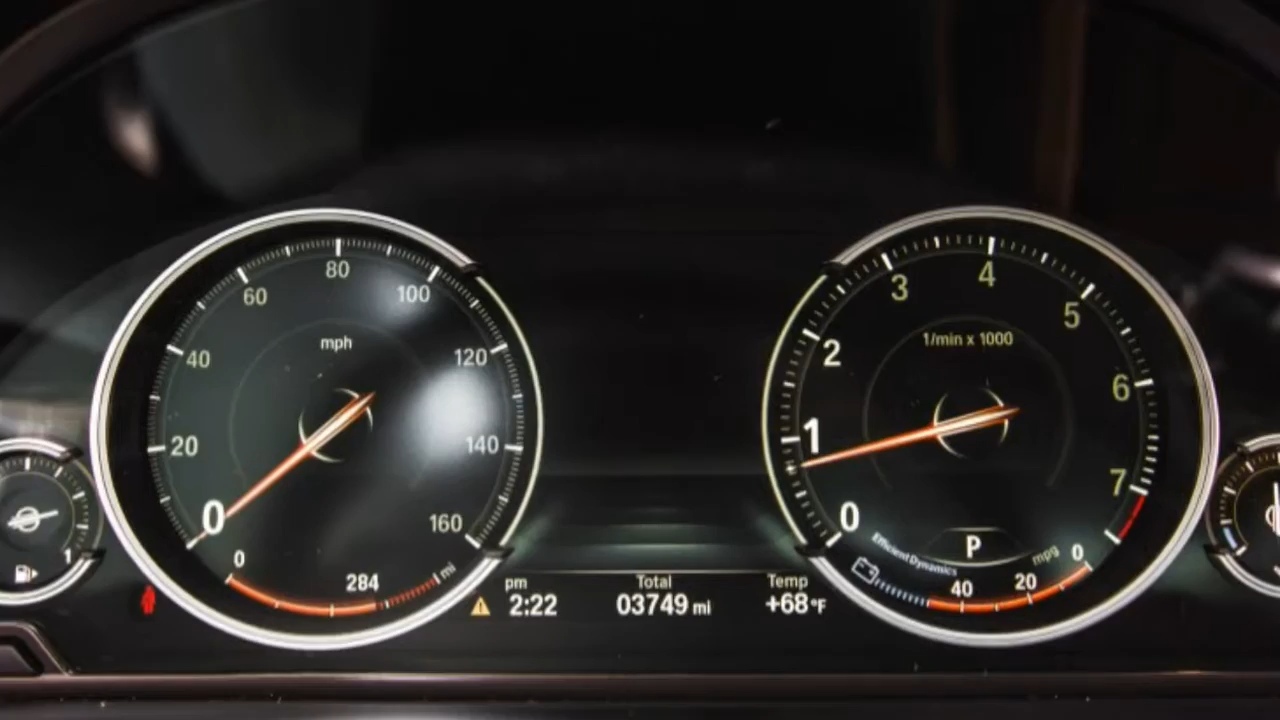 80
60
100
mph
40
120
20
140
0
160
0
284
mi
1
4
3
5
1/min x 1000
2
6
1
7
0
P
Efficient Dynamics
mpg
0
40
20
pm
Total
Temp
2:22
03749 mi
+68°F